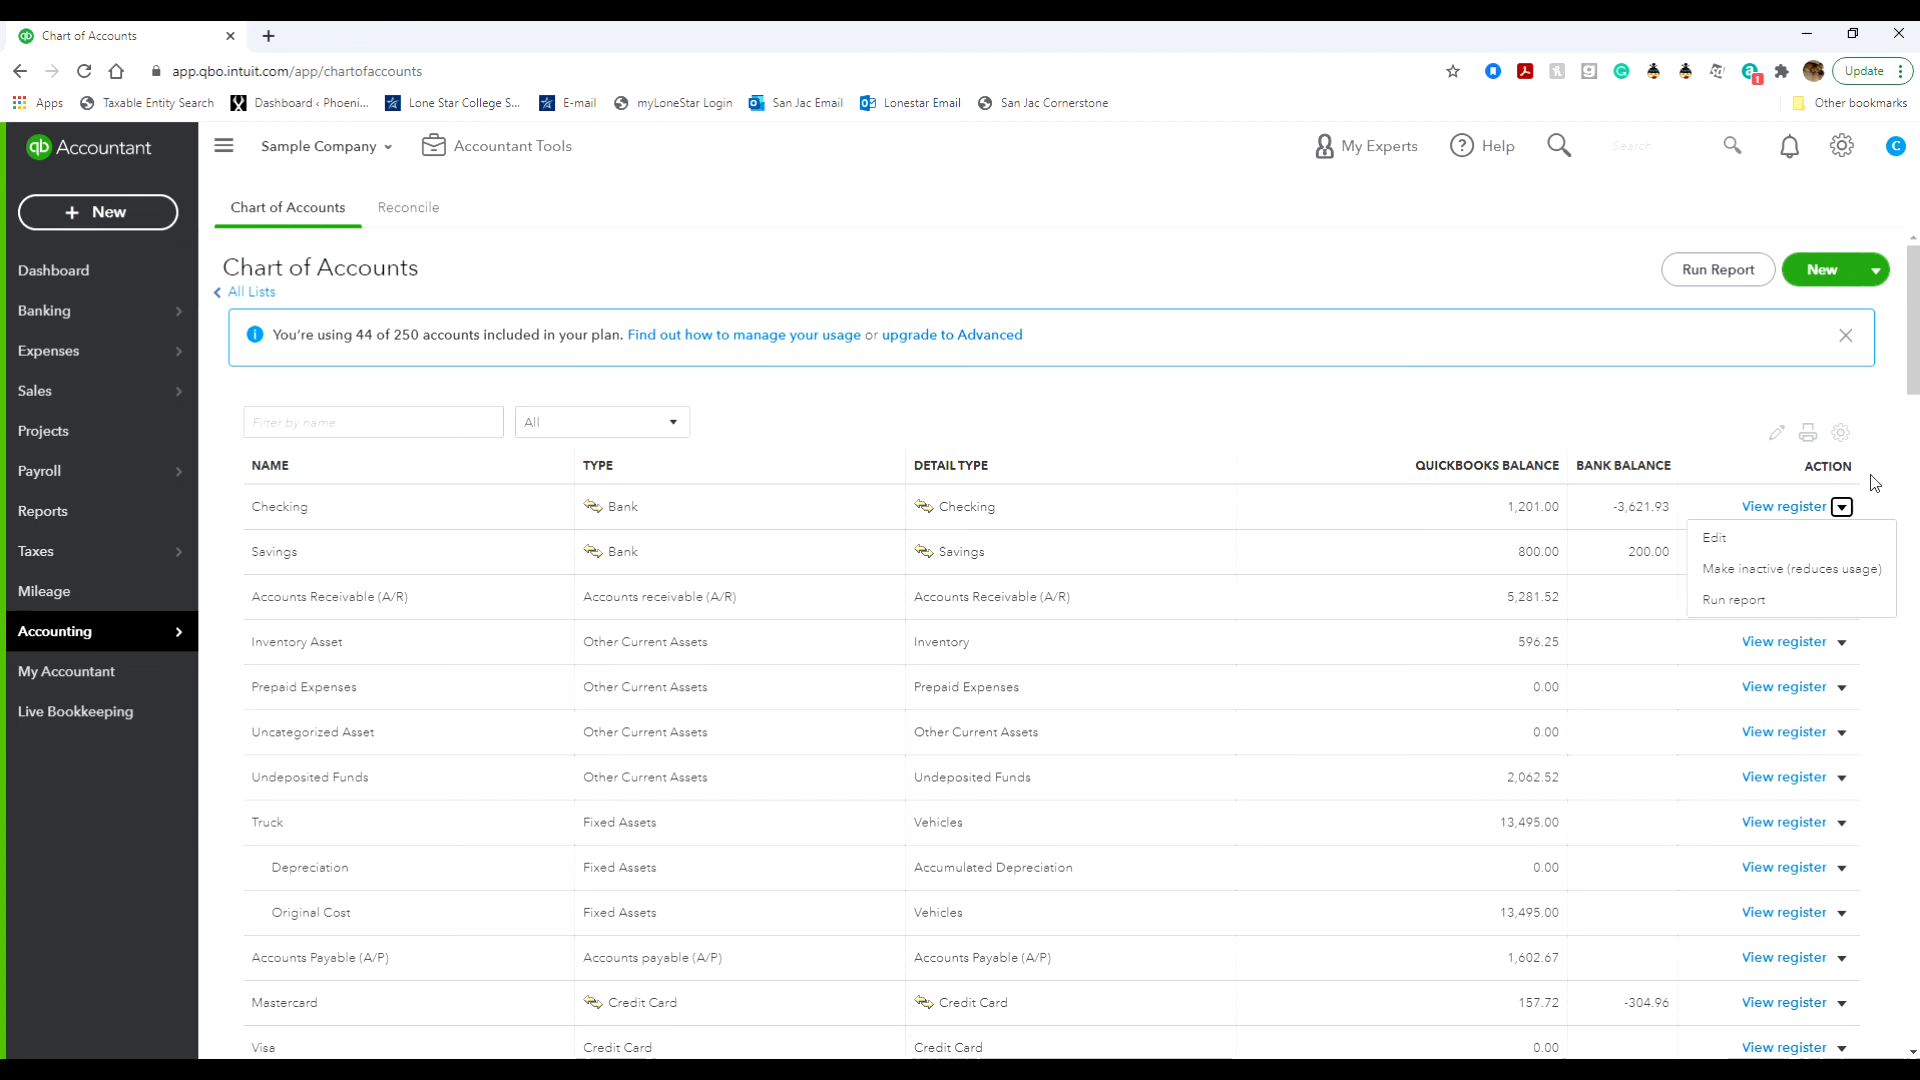 Chart of Accounts
app.qbo.intuit.com/app/chartofaccounts
Update
Apps
Taxable Entity Search
Dashboard ‹ Phoeni...
Lone Star College S...
E-mail
myLoneStar Login
San Jac Email
Lonestar Email
San Jac Cornerstone
Other bookmarks
qb Accountant
Sample Company
Accountant Tools
My Experts
Help
Search
C
+ New
Dashboard
Banking
Expenses
Sales
Projects
Payroll
Reports
Taxes
Mileage
Accounting
My Accountant
Live Bookkeeping
Chart of Accounts Reconcile
Chart of Accounts
All Lists
Run Report
New
You're using 44 of 250 accounts included in your plan. Find out how to manage your usage or upgrade to Advanced
Filter by name
All
NAME TYPE DETAIL TYPE QUICKBOOKS BALANCE BANK BALANCE ACTION
Checking Bank Checking 1,201.00 -3,621.93 View register
Edit
Make inactive (reduces usage)
Run report
Savings Bank Savings 800.00 200.00
Accounts Receivable (A/R) Accounts receivable (A/R) Accounts Receivable (A/R) 5,281.52
Inventory Asset Other Current Assets Inventory 596.25 View register
Prepaid Expenses Other Current Assets Prepaid Expenses 0.00 View register
Uncategorized Asset Other Current Assets Other Current Assets 0.00 View register
Undeposited Funds Other Current Assets Undeposited Funds 2,062.52 View register
Truck Fixed Assets Vehicles 13,495.00 View register
Depreciation Fixed Assets Accumulated Depreciation 0.00 View register
Original Cost Fixed Assets Vehicles 13,495.00 View register
Accounts Payable (A/P) Accounts payable (A/P) Accounts Payable (A/P) 1,602.67 View register
Mastercard Credit Card Credit Card 157.72 -304.96 View register
Visa Credit Card Credit Card 0.00 View register